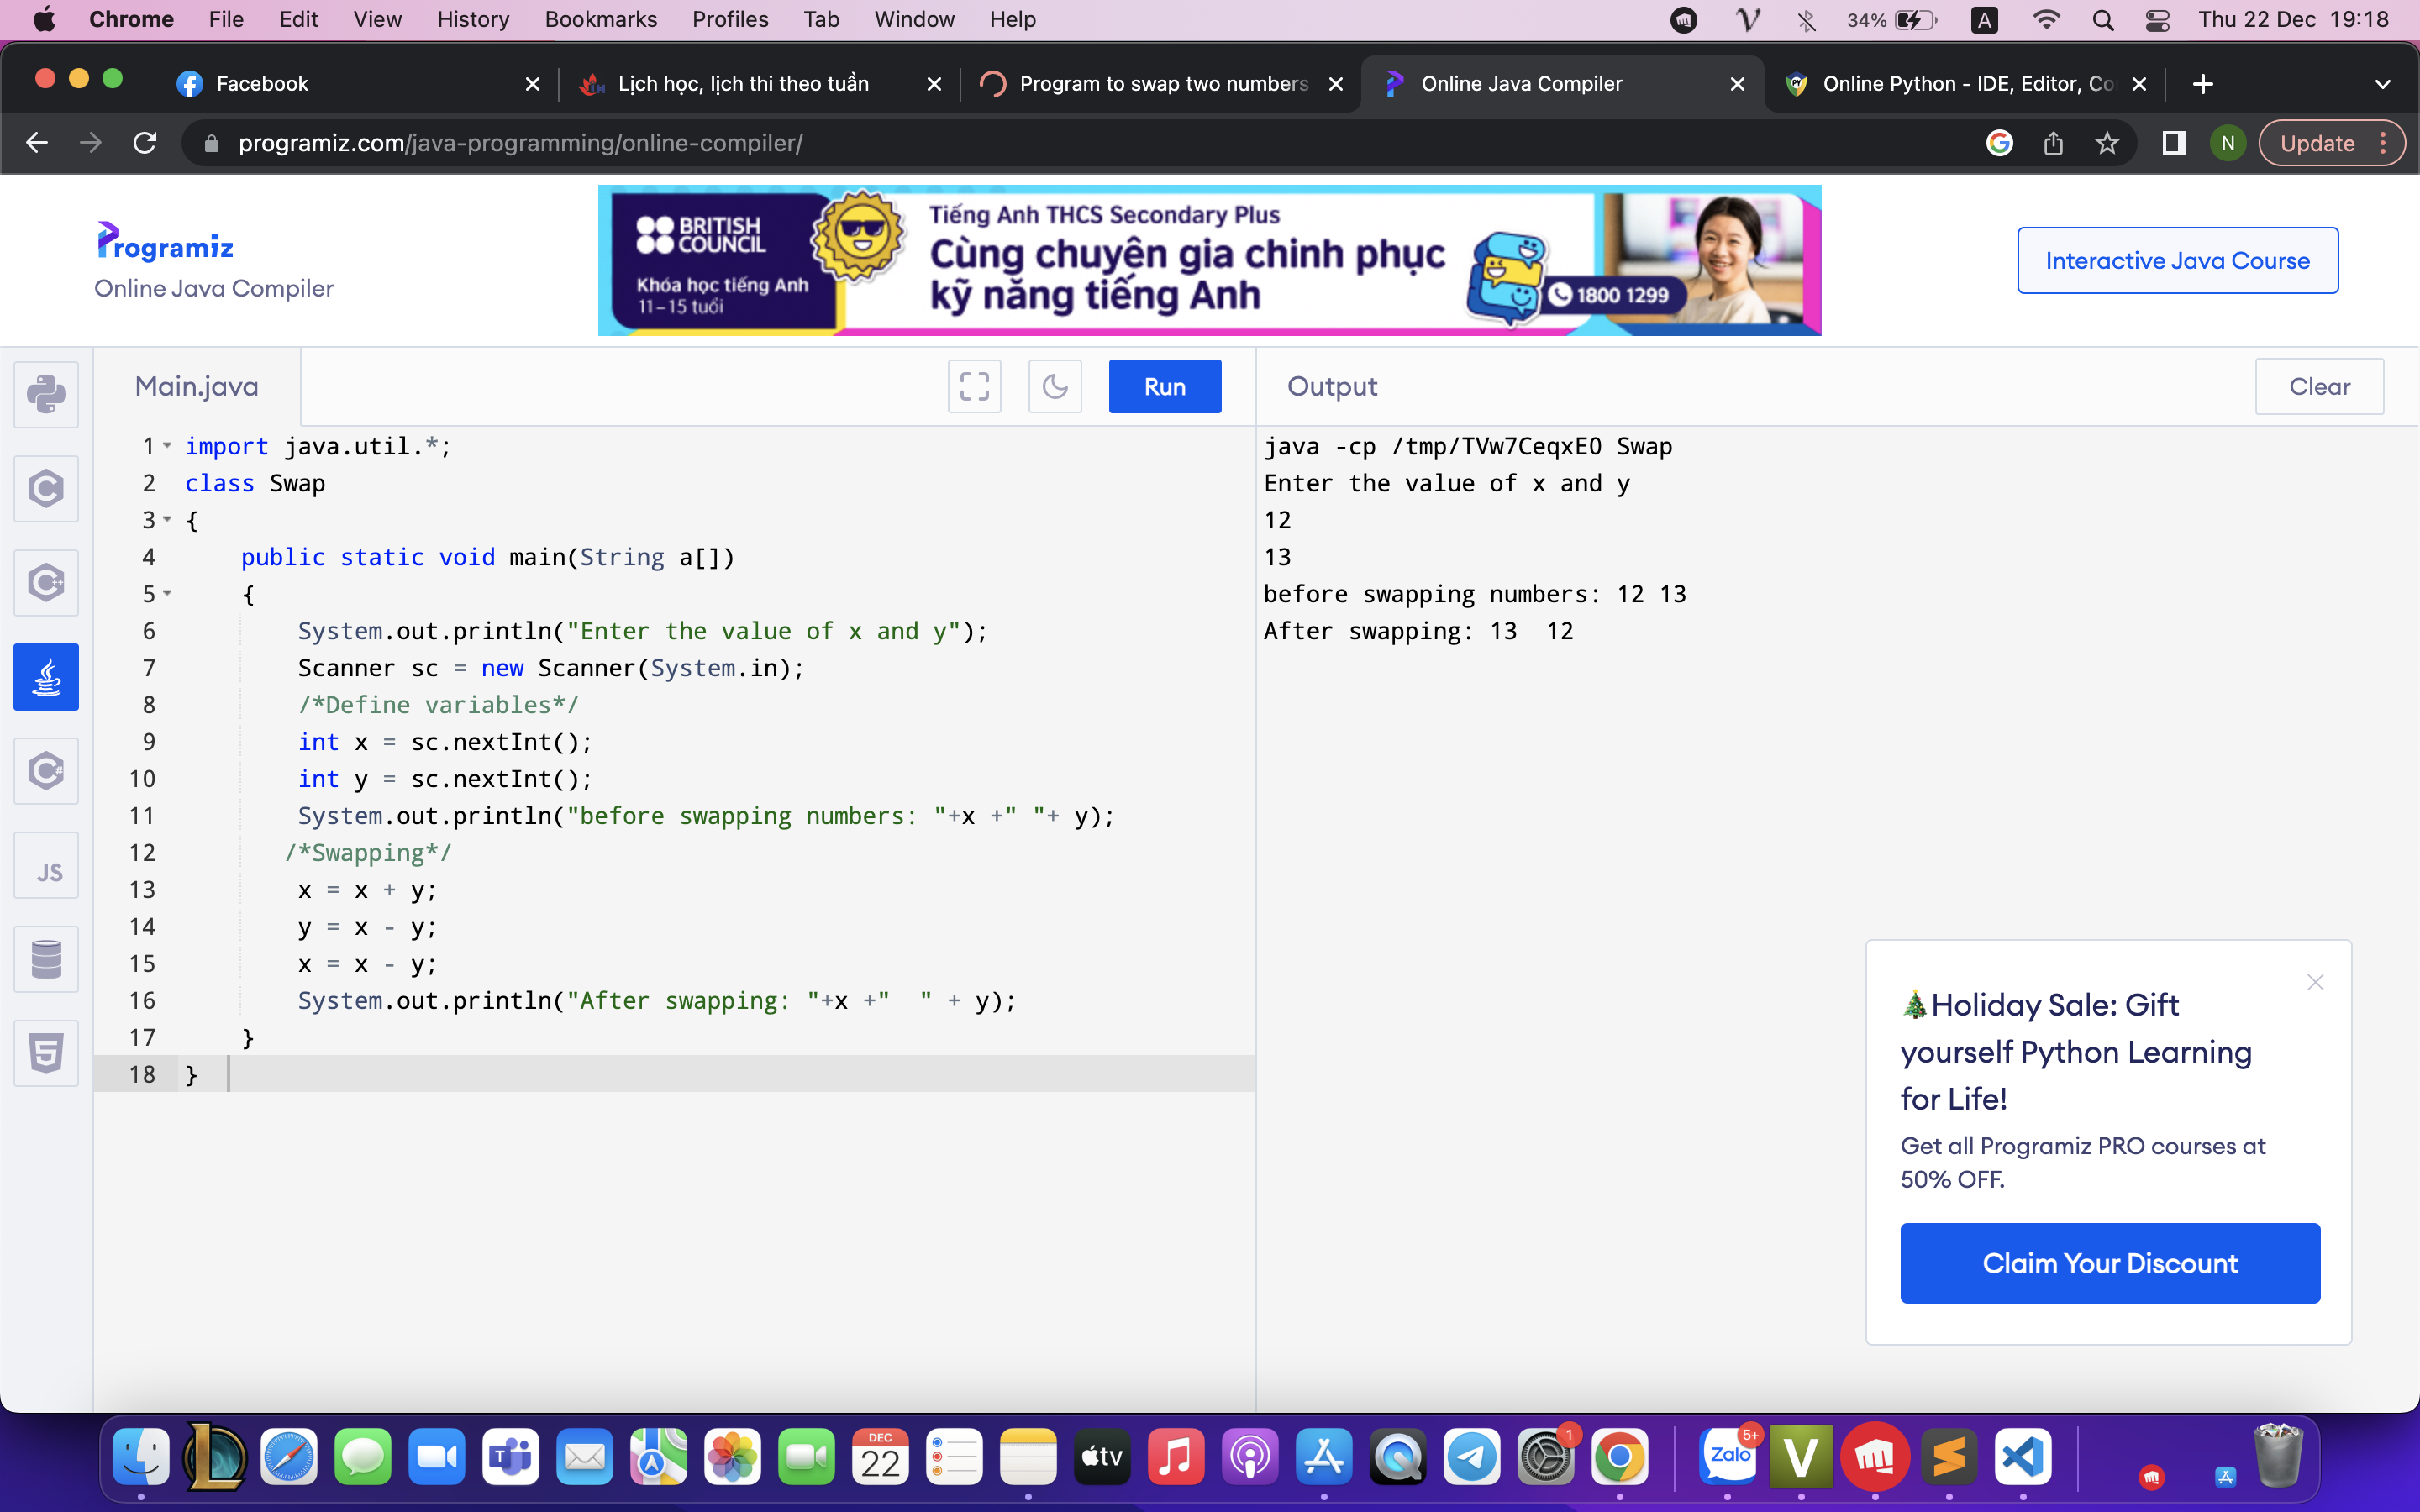 Chrome File Edit View History Bookmarks Profiles Tab Window Help 34% A Thu 22 Dec 19:18
Facebook Lịch học, lịch thi theo tuần Program to swap two numbers Online Java Compiler Online Python - IDE, Editor, Co
programiz.com/java-programming/online-compiler/ N Update
Programiz
Online Java Compiler
BRITISH
COUNCIL
Khóa học tiếng Anh
11–15 tuổi
Tiếng Anh THCS Secondary Plus
Cùng chuyên gia chinh phục
kỹ năng tiếng Anh
1800 1299
Interactive Java Course
Main.java Run Output Clear
1 import java.util.*;
2 class Swap
3 {
4 public static void main(String a[])
5 {
6 System.out.println("Enter the value of x and y");
7 Scanner sc = new Scanner(System.in);
8 /*Define variables*/
9 int x = sc.nextInt();
10 int y = sc.nextInt();
11 System.out.println("before swapping numbers: "+x +" "+ y);
12 /*Swapping*/
13 x = x + y;
14 y = x - y;
15 x = x - y;
16 System.out.println("After swapping: "+x +"  " + y);
17 }
18 }
java -cp /tmp/TVw7CeqxE0 Swap
Enter the value of x and y
12
13
before swapping numbers: 12 13
After swapping: 13  12
C
C++
C#
JS
5
🎄Holiday Sale: Gift
yourself Python Learning
for Life!
Get all Programiz PRO courses at
50% OFF.
Claim Your Discount
DEC
22
tv
1
Zalo
5+
V